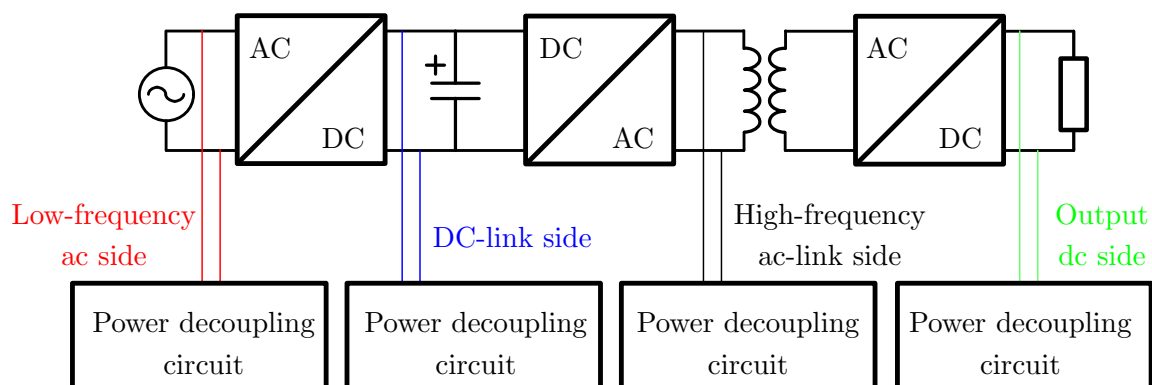 AC
DC
+
DC
AC
AC
DC
Low-frequency
ac side
DC-link side
High-frequency
ac-link side
Output
dc side
Power decoupling
circuit
Power decoupling
circuit
Power decoupling
circuit
Power decoupling
circuit